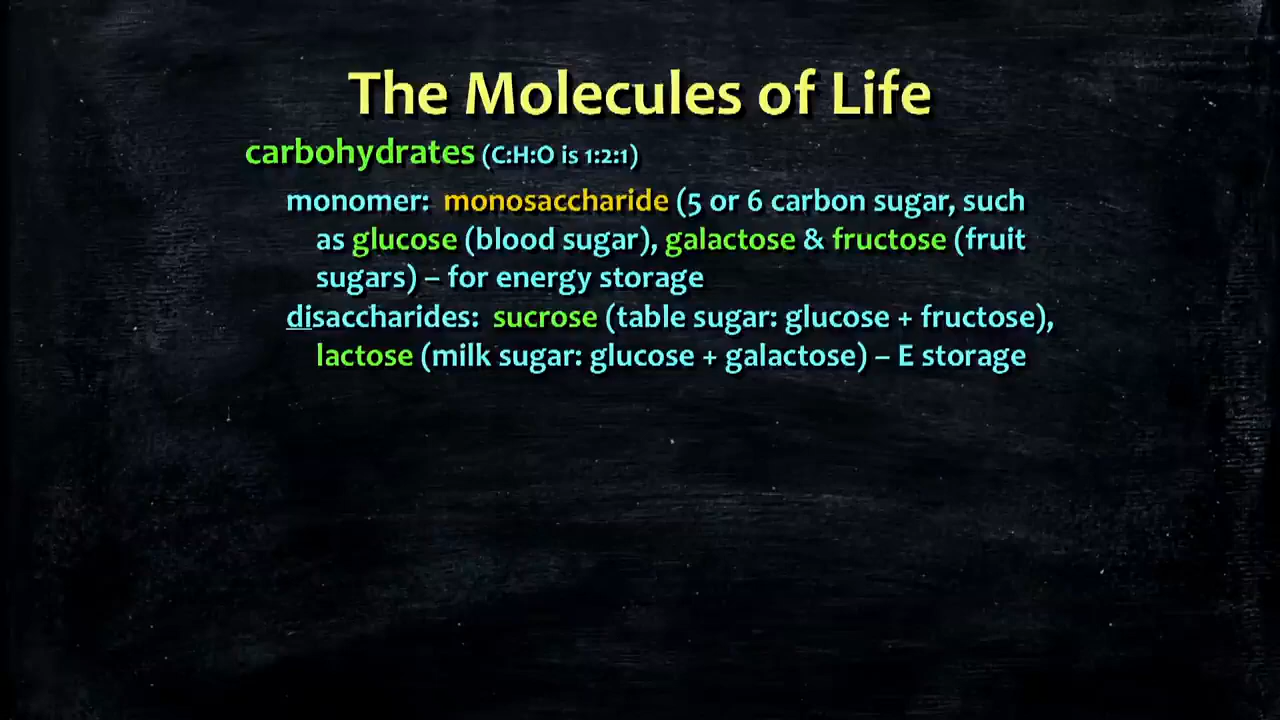 The Molecules of Life
carbohydrates (C:H:O is 1:2:1)
monomer: monosaccharide (5 or 6 carbon sugar, such
as glucose (blood sugar), galactose & fructose (fruit
sugars) – for energy storage
disaccharides: sucrose (table sugar: glucose + fructose),
lactose (milk sugar: glucose + galactose) – E storage